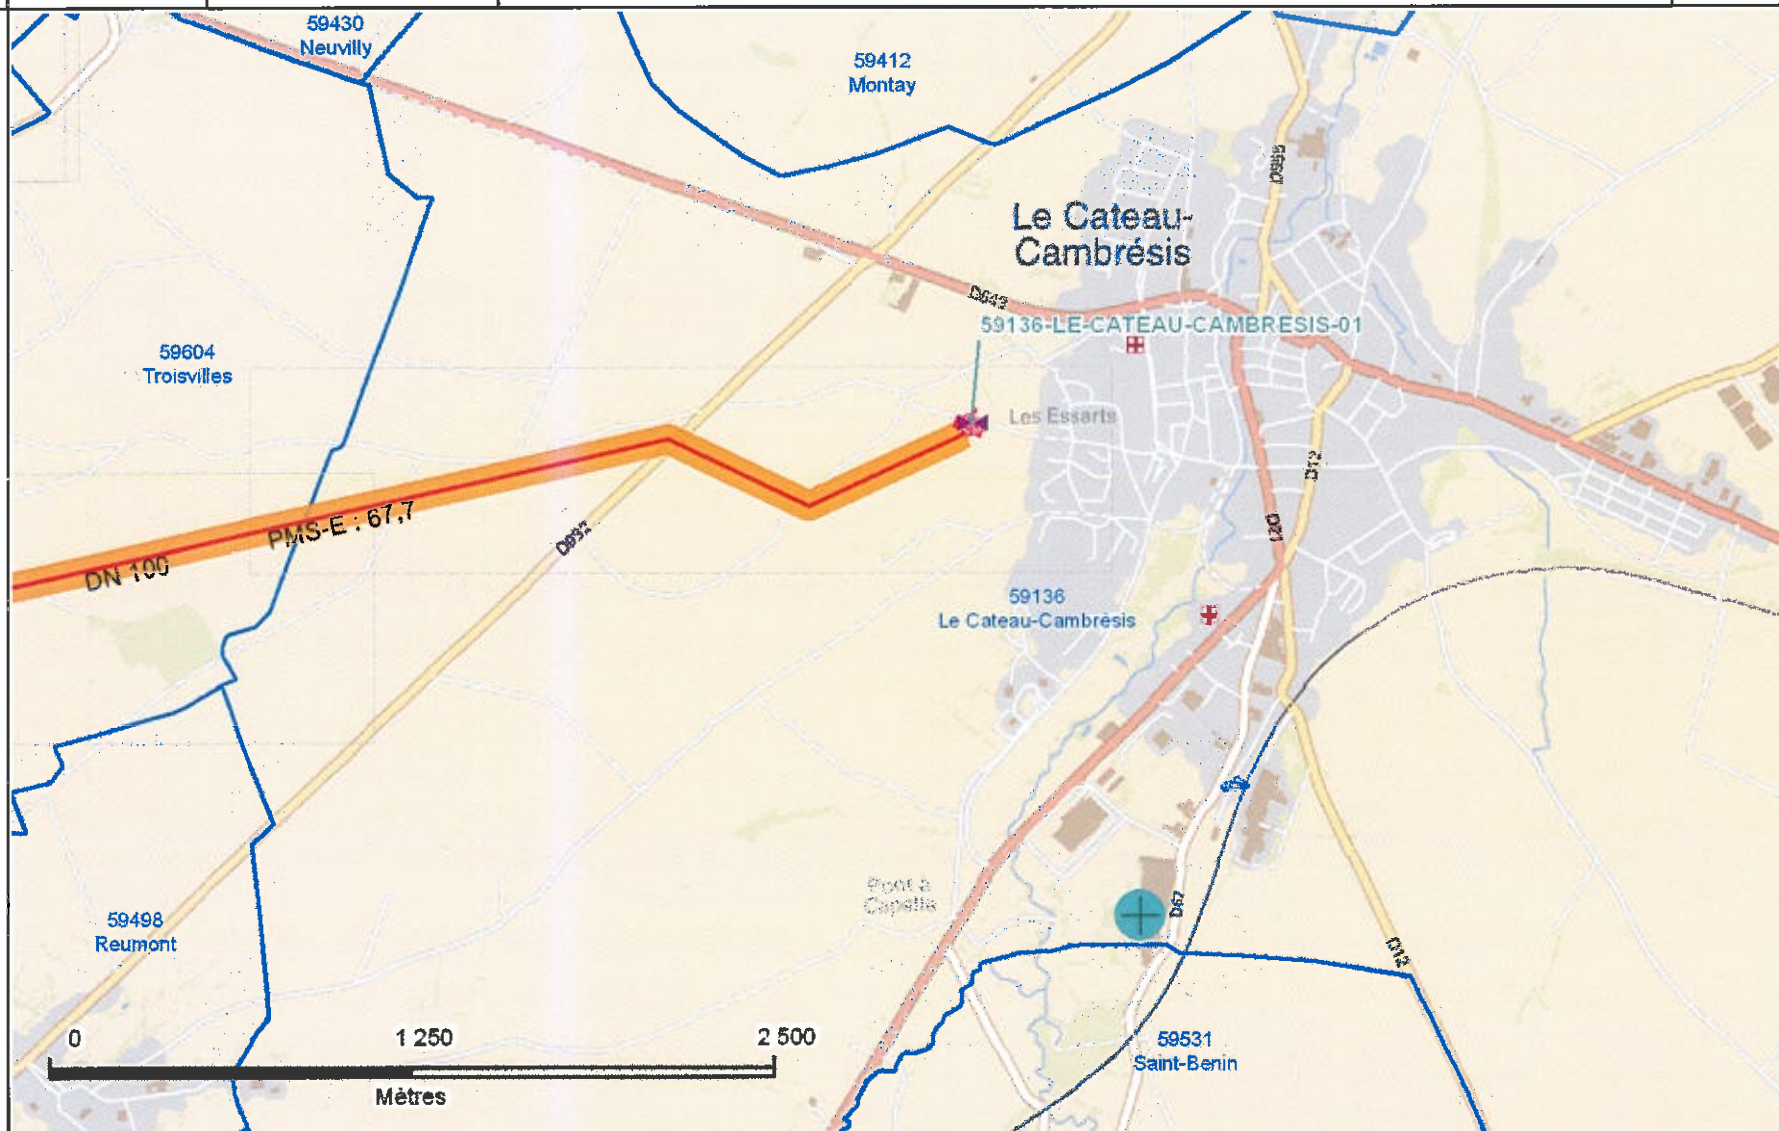 59430
Neuvilly
59412
Montay
D955
Le Cateau-
Cambrésis
D643
59136-LE-CATEAU-CAMBRESIS-01
59604
Troisvilles
Les Essarts
D12
PMS-E : 67,7
DN 100
D932
D21
59136
Le Cateau-Cambrésis
Pont à
Capelle
D67
59498
Reumont
D12
0
1 250
2 500
Mètres
59531
Saint-Benin